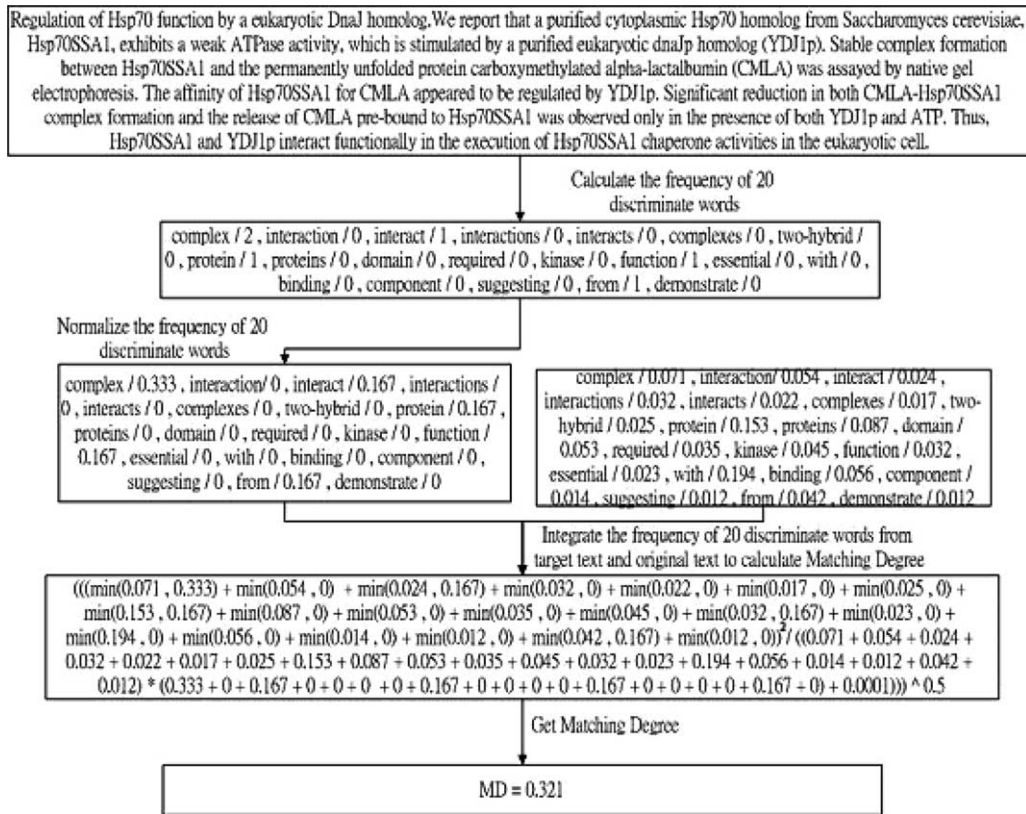 Regulation of Hsp70 function by a eukaryotic DnaJ homolog.We report that a purified cytoplasmic Hsp70 homolog from Saccharomyces cerevisiae,
Hsp70SSA1, exhibits a weak ATPase activity, which is stimulated by a purified eukaryotic dnaJp homolog (YDJ1p). Stable complex formation
between Hsp70SSA1 and the permanently unfolded protein carboxymethylated alpha-lactalbumin (CMLA) was assayed by native gel
electrophoresis. The affinity of Hsp70SSA1 for CMLA appeared to be regulated by YDJ1p. Significant reduction in both CMLA-Hsp70SSA1
complex formation and the release of CMLA pre-bound to Hsp70SSA1 was observed only in the presence of both YDJ1p and ATP. Thus,
Hsp70SSA1 and YDJ1p interact functionally in the execution of Hsp70SSA1 chaperone activities in the eukaryotic cell.
Calculate the frequency of 20
discriminate words
complex / 2 , interaction / 0 , interact / 1 , interactions / 0 , interacts / 0 , complexes / 0 , two-hybrid /
0 , protein / 1 , proteins / 0 , domain / 0 , required / 0 , kinase / 0 , function / 1 , essential / 0 , with / 0 ,
binding / 0 , component / 0 , suggesting / 0 , from / 1 , demonstrate / 0
Normalize the frequency of 20
discriminate words
complex / 0.333 , interaction/ 0 , interact / 0.167 , interactions /
0 , interacts / 0 , complexes / 0 , two-hybrid / 0 , protein / 0.167 ,
proteins / 0 , domain / 0 , required / 0 , kinase / 0 , function /
0.167 , essential / 0 , with / 0 , binding / 0 , component / 0 ,
suggesting / 0 , from / 0.167 , demonstrate / 0
complex / 0.071 , interaction/ 0.054 , interact / 0.024 ,
interactions / 0.032 , interacts / 0.022 , complexes / 0.017 , two-
hybrid / 0.025 , protein / 0.153 , proteins / 0.087 , domain /
0.053 , required / 0.035 , kinase / 0.045 , function / 0.032 ,
essential / 0.023 , with / 0.194 , binding / 0.056 , component /
0.014 , suggesting / 0.012 , from / 0.042 , demonstrate / 0.012
Integrate the frequency of 20 discriminate words from
target text and original text to calculate Matching Degree
(((min(0.071 , 0.333) + min(0.054 , 0) + min(0.024 , 0.167) + min(0.032 , 0) + min(0.022 , 0) + min(0.017 , 0) + min(0.025 , 0) +
min(0.153 , 0.167) + min(0.087 , 0) + min(0.053 , 0) + min(0.035 , 0) + min(0.045 , 0) + min(0.032 , 0.167) + min(0.023 , 0) +
min(0.194 , 0) + min(0.056 , 0) + min(0.014 , 0) + min(0.012 , 0) + min(0.042 , 0.167) + min(0.012 , 0))²/ ((0.071 + 0.054 + 0.024 +
0.032 + 0.022 + 0.017 + 0.025 + 0.153 + 0.087 + 0.053 + 0.035 + 0.045 + 0.032 + 0.023 + 0.194 + 0.056 + 0.014 + 0.012 + 0.042 +
0.012) * (0.333 + 0 + 0.167 + 0 + 0 + 0 + 0 + 0.167 + 0 + 0 + 0 + 0 + 0.167 + 0 + 0 + 0 + 0 + 0 + 0.167 + 0) + 0.0001))) ^ 0.5
Get Matching Degree
MD = 0.321